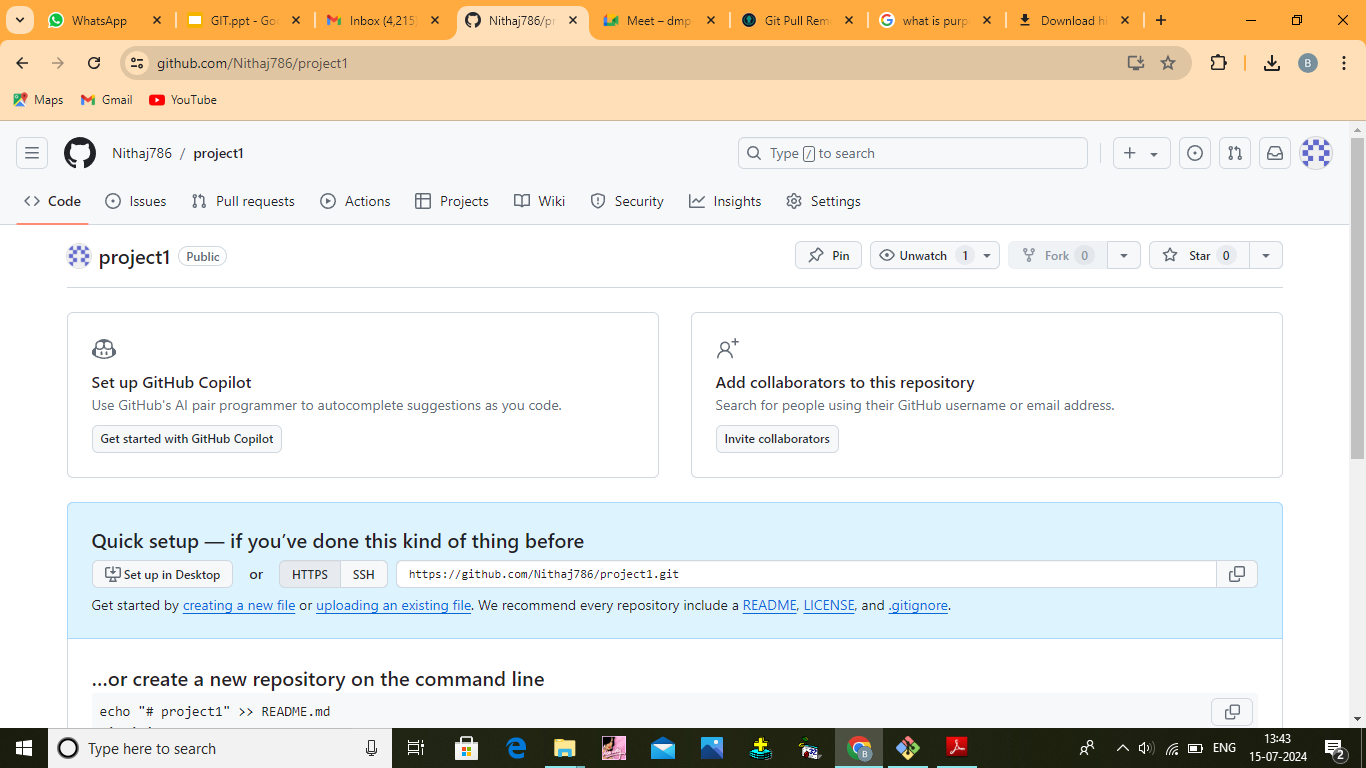 WhatsApp
GIT.ppt - Goo
Inbox (4,215)
Nithaj786/pr
Meet – dmp
Git Pull Rem
what is purp
Download hi
github.com/Nithaj786/project1
B
Maps
Gmail
YouTube
Nithaj786 / project1
Type / to search
Code
Issues
Pull requests
Actions
Projects
Wiki
Security
Insights
Settings
project1
Public
Pin
Unwatch 1
Fork 0
Star 0
Set up GitHub Copilot
Use GitHub's AI pair programmer to autocomplete suggestions as you code.
Get started with GitHub Copilot
Add collaborators to this repository
Search for people using their GitHub username or email address.
Invite collaborators
Quick setup — if you’ve done this kind of thing before
Set up in Desktop
or
HTTPS
SSH
https://github.com/Nithaj786/project1.git
Get started by creating a new file or uploading an existing file. We recommend every repository include a README, LICENSE, and .gitignore.
…or create a new repository on the command line
echo "# project1" >> README.md
Type here to search
B
ENG
13:43
15-07-2024
2